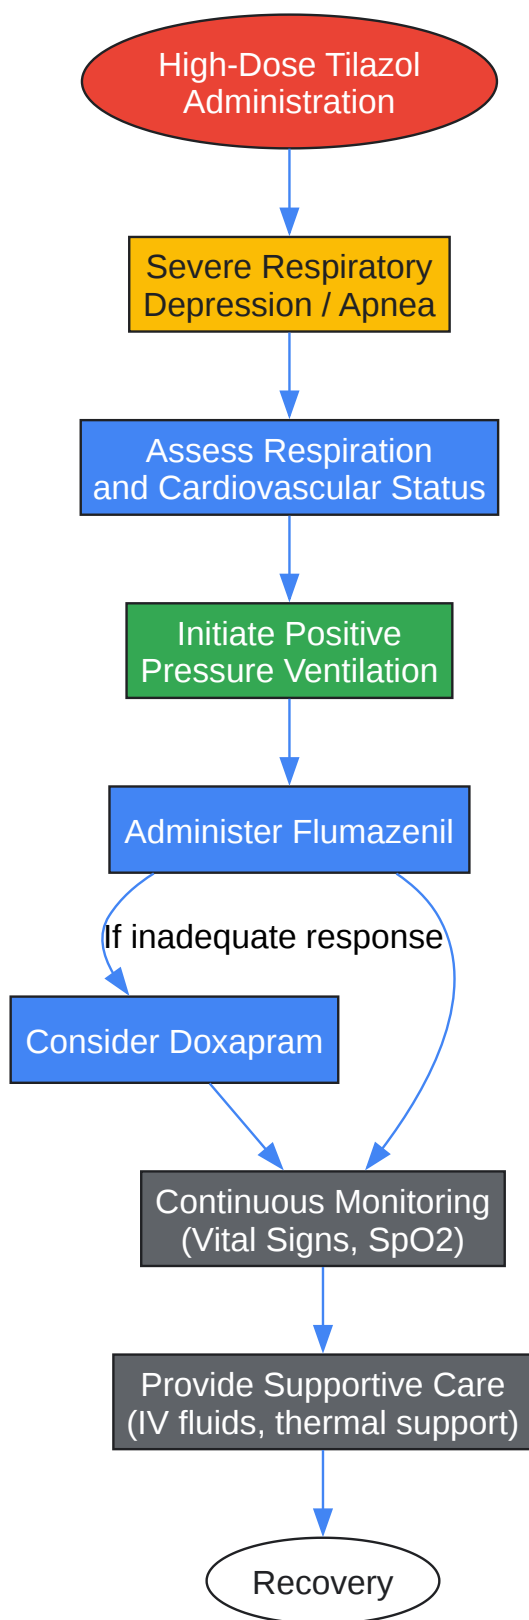 High-Dose Tilazol
Administration
Severe Respiratory
Depression / Apnea
Assess Respiration
and Cardiovascular Status
Initiate Positive
Pressure Ventilation
Administer Flumazenil
If inadequate response
Consider Doxapram
Continuous Monitoring
(Vital Signs, SpO2)
Provide Supportive Care
(IV fluids, thermal support)
Recovery